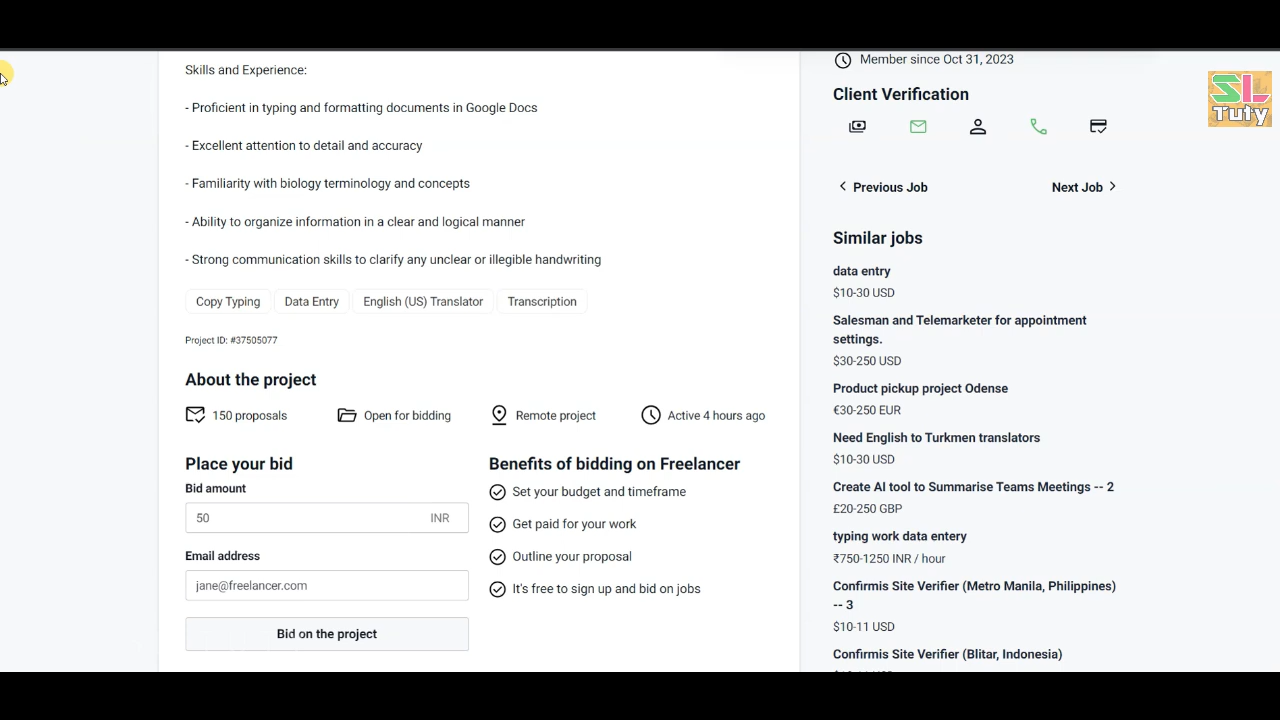 Skills and Experience:
- Proficient in typing and formatting documents in Google Docs
- Excellent attention to detail and accuracy
- Familiarity with biology terminology and concepts
- Ability to organize information in a clear and logical manner
- Strong communication skills to clarify any unclear or illegible handwriting
Copy Typing
Data Entry
English (US) Translator
Transcription
Project ID: #37505077
About the project
150 proposals
Open for bidding
Remote project
Active 4 hours ago
Place your bid
Bid amount
50 INR
Email address
jane@freelancer.com
Bid on the project
Benefits of bidding on Freelancer
Set your budget and timeframe
Get paid for your work
Outline your proposal
It's free to sign up and bid on jobs
Member since Oct 31, 2023
Client Verification
Previous Job
Next Job
Similar jobs
data entry
$10-30 USD
Salesman and Telemarketer for appointment
settings.
$30-250 USD
Product pickup project Odense
€30-250 EUR
Need English to Turkmen translators
$10-30 USD
Create AI tool to Summarise Teams Meetings -- 2
£20-250 GBP
typing work data entery
₹750-1250 INR / hour
Confirmis Site Verifier (Metro Manila, Philippines)
-- 3
$10-11 USD
Confirmis Site Verifier (Blitar, Indonesia)
SL
Tuty